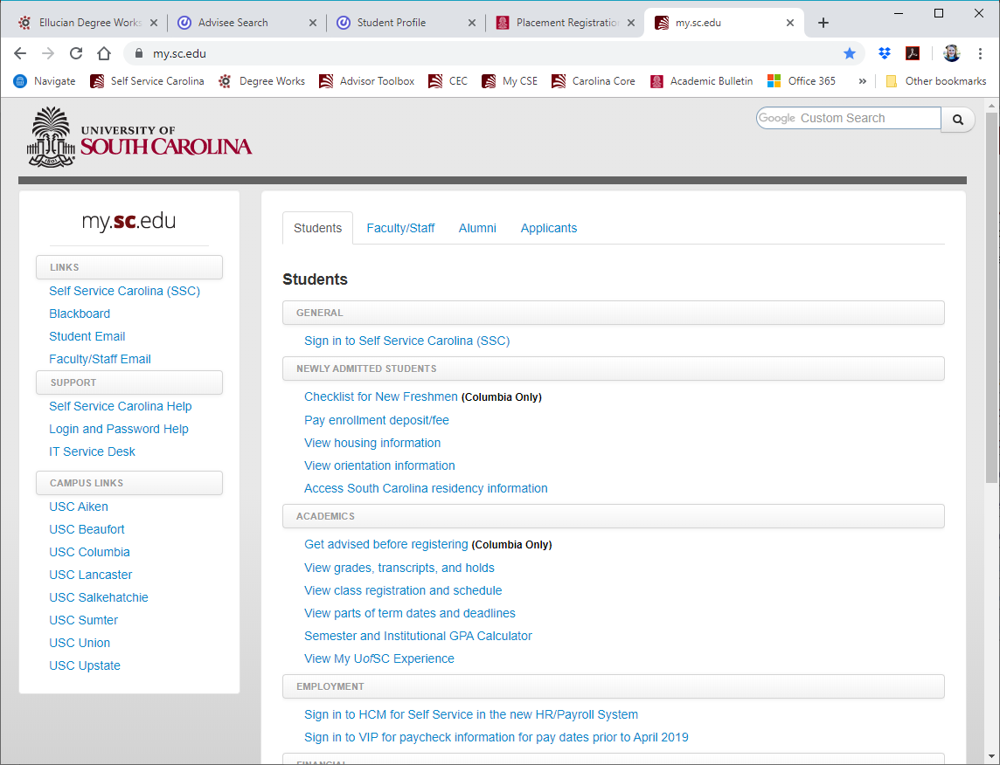 Ellucian Degree Works
Advisee Search
Student Profile
Placement Registration
my.sc.edu
my.sc.edu
Navigate
Self Service Carolina
Degree Works
Advisor Toolbox
CEC
My CSE
Carolina Core
Academic Bulletin
Office 365
»
Other bookmarks
UNIVERSITY OF
SOUTH CAROLINA
1801
Google Custom Search
my.sc.edu
LINKS
Self Service Carolina (SSC)
Blackboard
Student Email
Faculty/Staff Email
SUPPORT
Self Service Carolina Help
Login and Password Help
IT Service Desk
CAMPUS LINKS
USC Aiken
USC Beaufort
USC Columbia
USC Lancaster
USC Salkehatchie
USC Sumter
USC Union
USC Upstate
Students
Faculty/Staff
Alumni
Applicants
Students
GENERAL
Sign in to Self Service Carolina (SSC)
NEWLY ADMITTED STUDENTS
Checklist for New Freshmen (Columbia Only)
Pay enrollment deposit/fee
View housing information
View orientation information
Access South Carolina residency information
ACADEMICS
Get advised before registering (Columbia Only)
View grades, transcripts, and holds
View class registration and schedule
View parts of term dates and deadlines
Semester and Institutional GPA Calculator
View My UofSC Experience
EMPLOYMENT
Sign in to HCM for Self Service in the new HR/Payroll System
Sign in to VIP for paycheck information for pay dates prior to April 2019
FINANCIAL